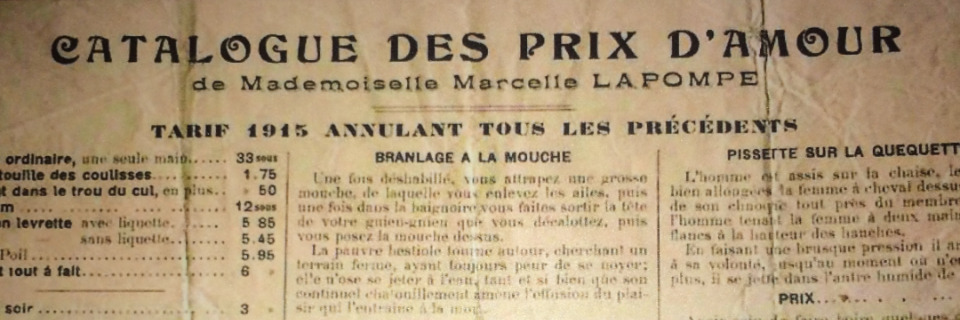 CATALOGUE DES PRIX D'AMOUR
de Mademoiselle Marcelle LAPOMPE
TARIF 1915 ANNULANT TOUS LES PRÉCÉDENTS
ordinaire, une seule main...... 33 sous
touille des coulisses............ 1.75
t dans le trou du cul, en plus.. » 50
m............................... 12 sous
n levrette avec liquette....... 5 85
— sans liquette........ 5.45
Poil........................... 5.95
t tout à fait................... 6 »
soir........................... 3 »
BRANLAGE A LA MOUCHE
Une fois déshabillé, vous attrapez une grosse
mouche, de laquelle vous enlevez les ailes, puis
une fois dans la baignoire vous faites sortir la tête
de votre guien-guien que vous décalottez, puis
vous posez la mouche dessus.
La pauvre bestiole tourne autour, cherchant un
terrain ferme, ayant toujours peur de se noyer;
elle n'ose se jeter à l'eau, tant et si bien que son
continuel chatouillement amène l'effusion du plai-
sir qui l'entraine à la mort.
PISSETTE SUR LA QUEQUETT
L'homme est assis sur la chaise, le
bien allongées la femme à cheval dessu
de son tout près du membre
l'homme tenant la femme à deux main
flancs à la hauteur des hanches.
En faisant une brusque pression il a
à sa volonté, jusqu'au moment où n'e
plus, il se jette dans l'antre humide de
PRIX...